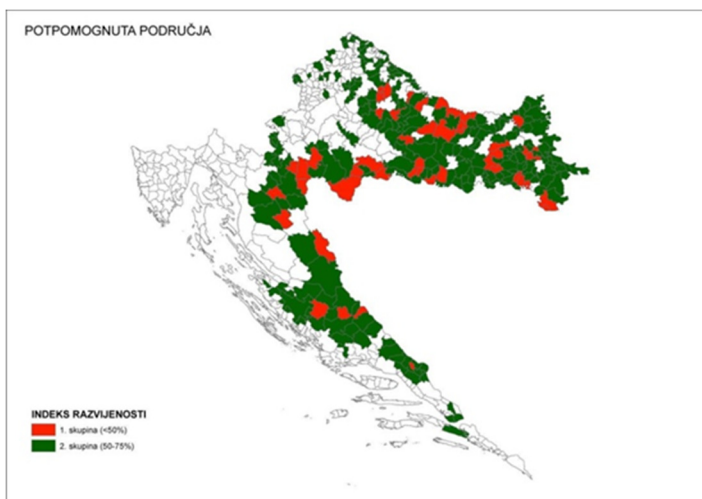 POTPOMOGNUTA PODRUČJA
INDEKS RAZVIJENOSTI
1. skupina (<50%)
2. skupina (50-75%)